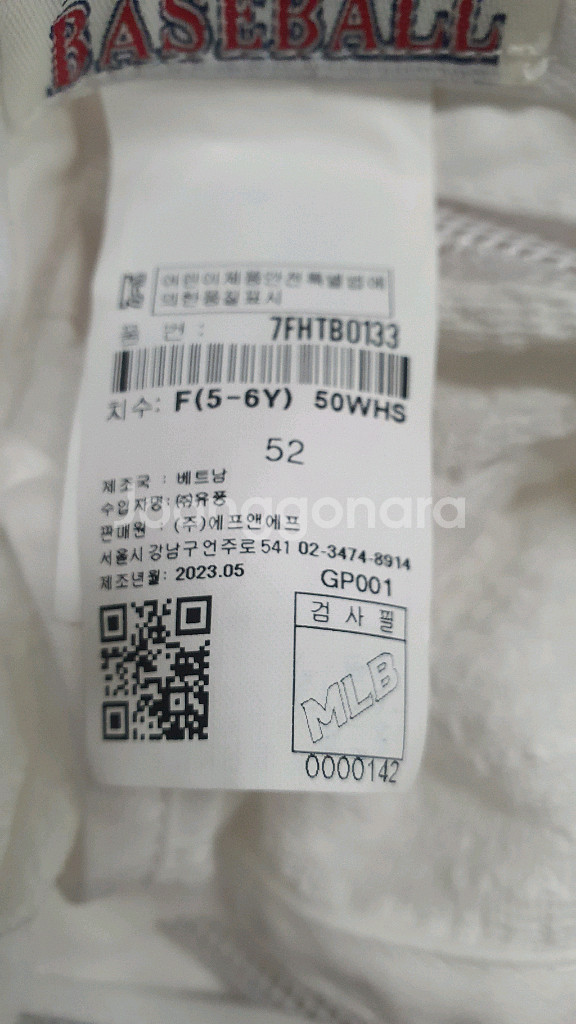 BASEBALL
어린이제품안전특별법에
의한품질표시
품 번 : 7FHTB0133
치수: F(5-6Y) 50WHS
52
제조국 : 베트남
수입자명: ㈜유풍
판매원 : (주)에프앤에프
서울시 강남구 언주로 541 02-3474-8914
제조년월: 2023.05
GP001
검 사 필
MLB
0000142
Joonggonara